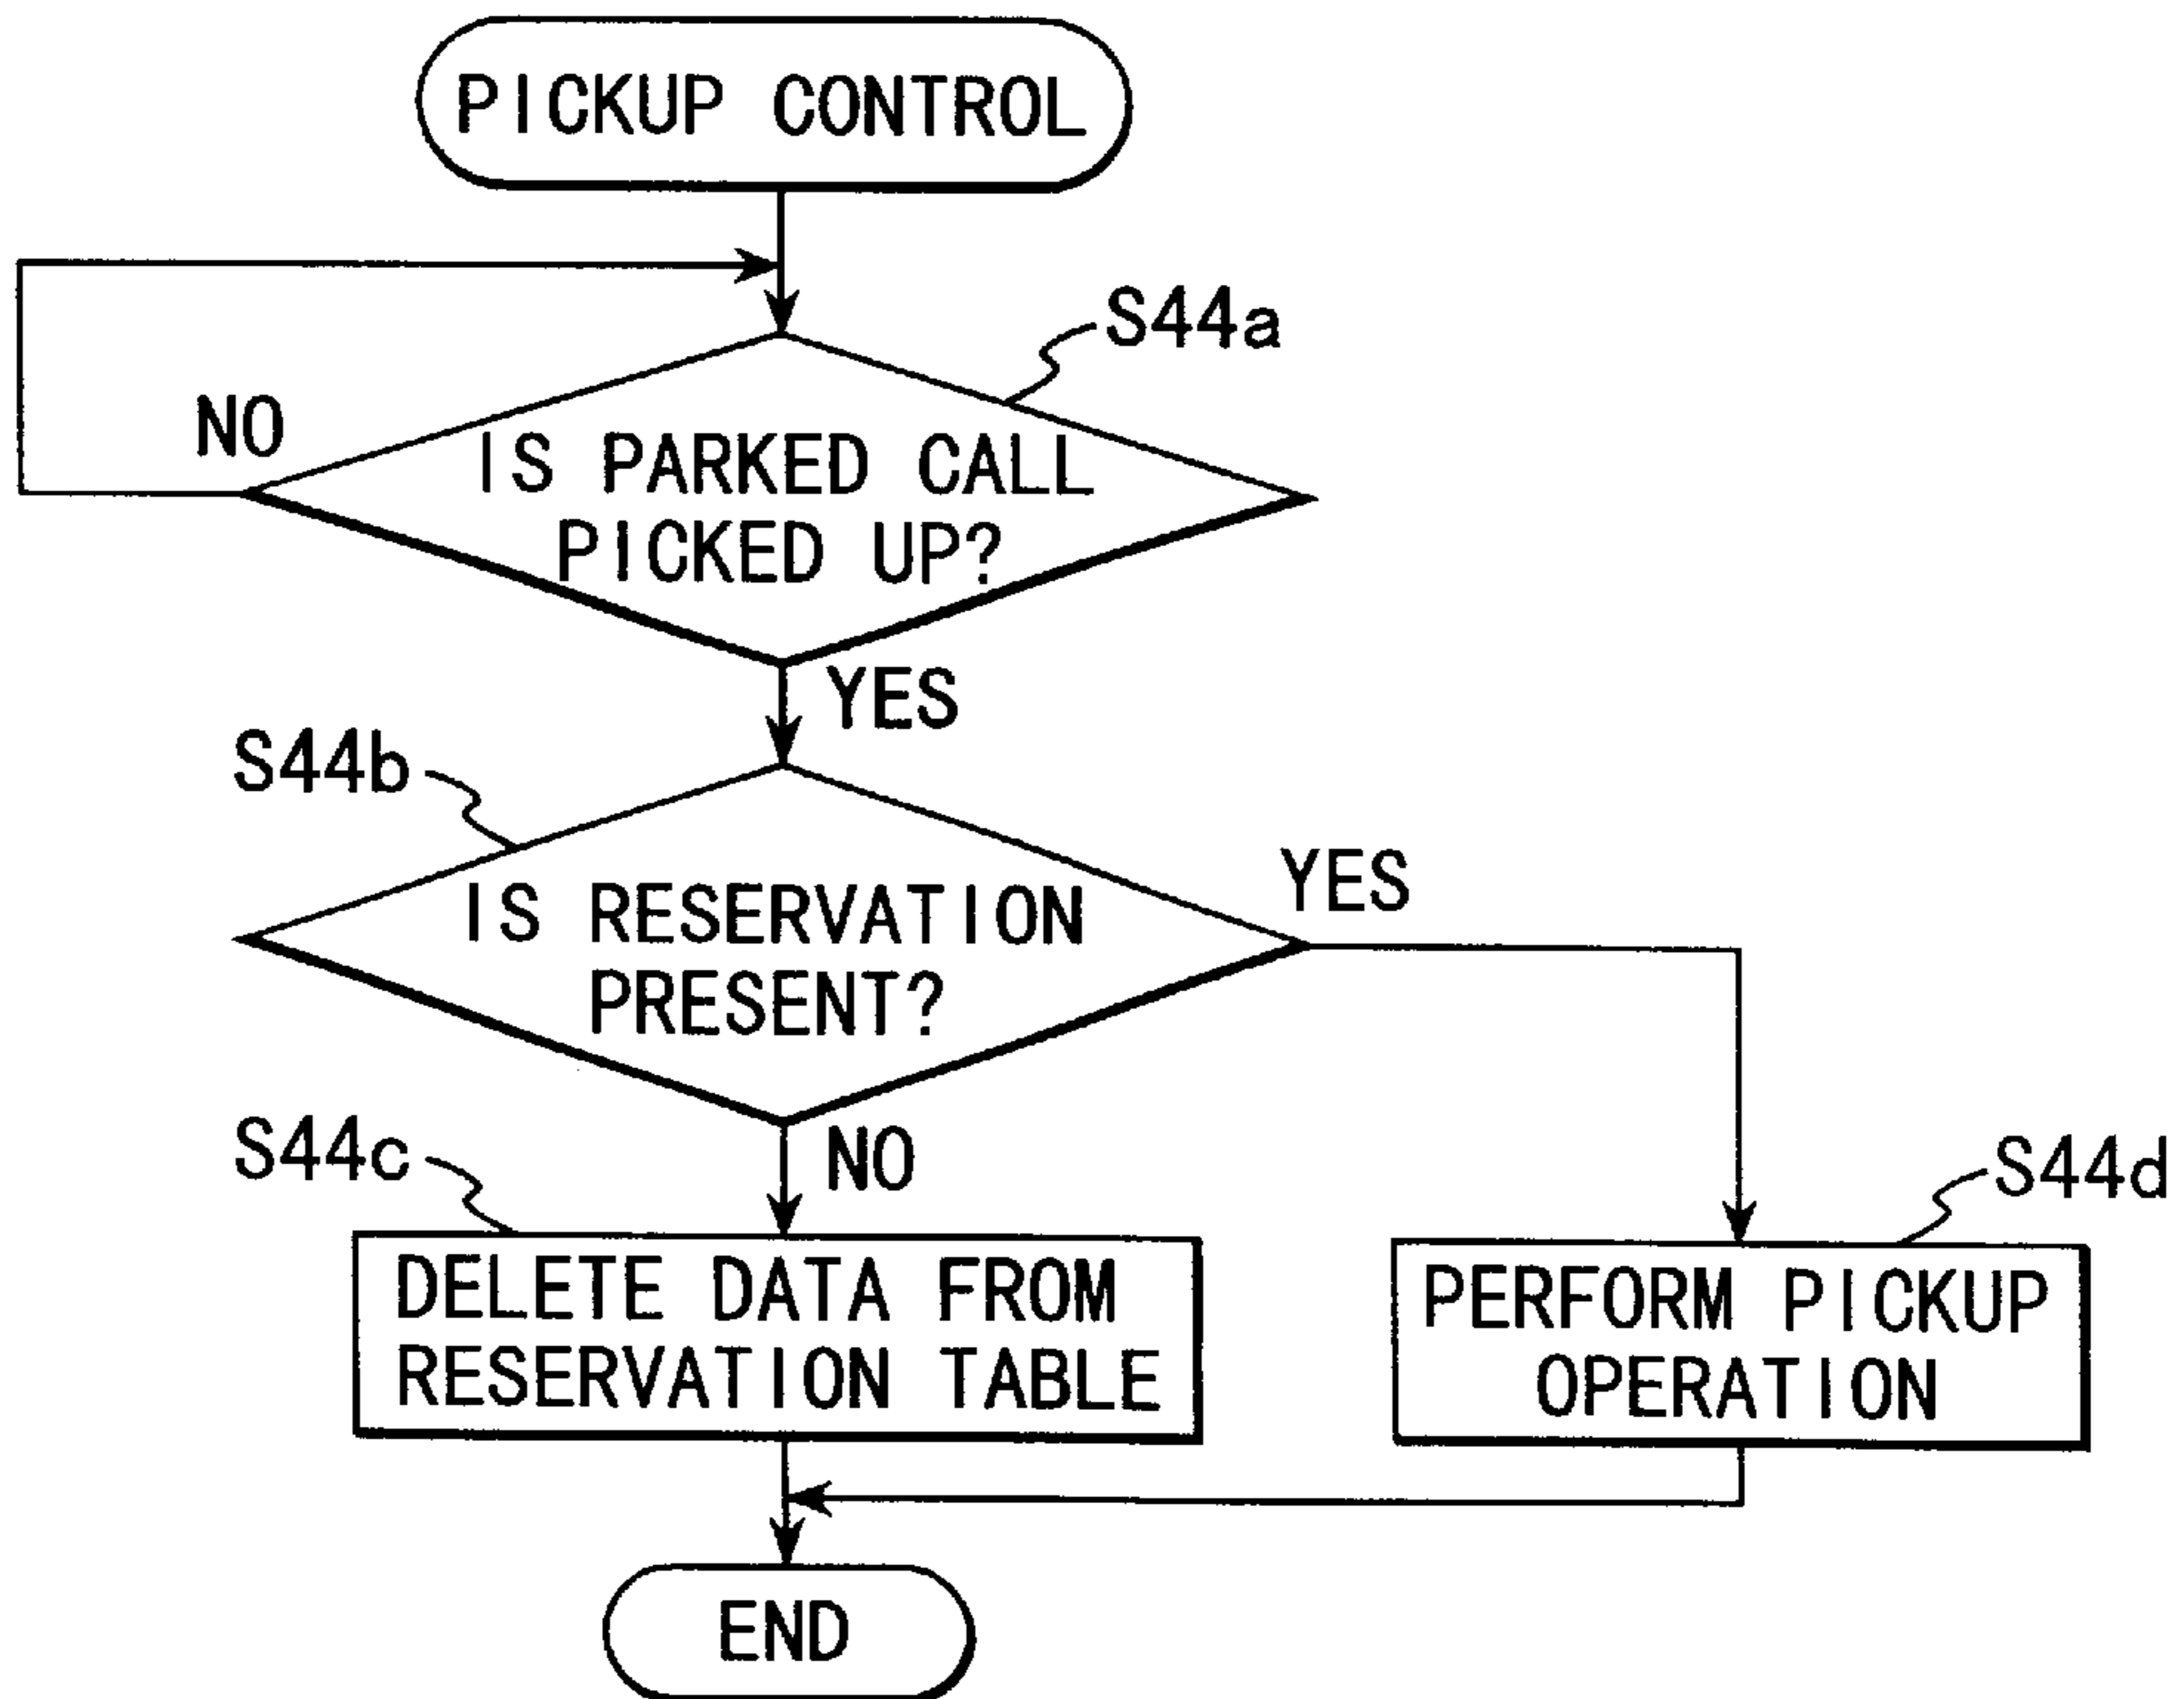 PICKUP CONTROL
S44a
NO
IS PARKED CALL
PICKED UP?
YES
S44b
YES
IS RESERVATION
PRESENT?
S44c
NO
S44d
DELETE DATA FROM
RESERVATION TABLE
PERFORM PICKUP
OPERATION
END